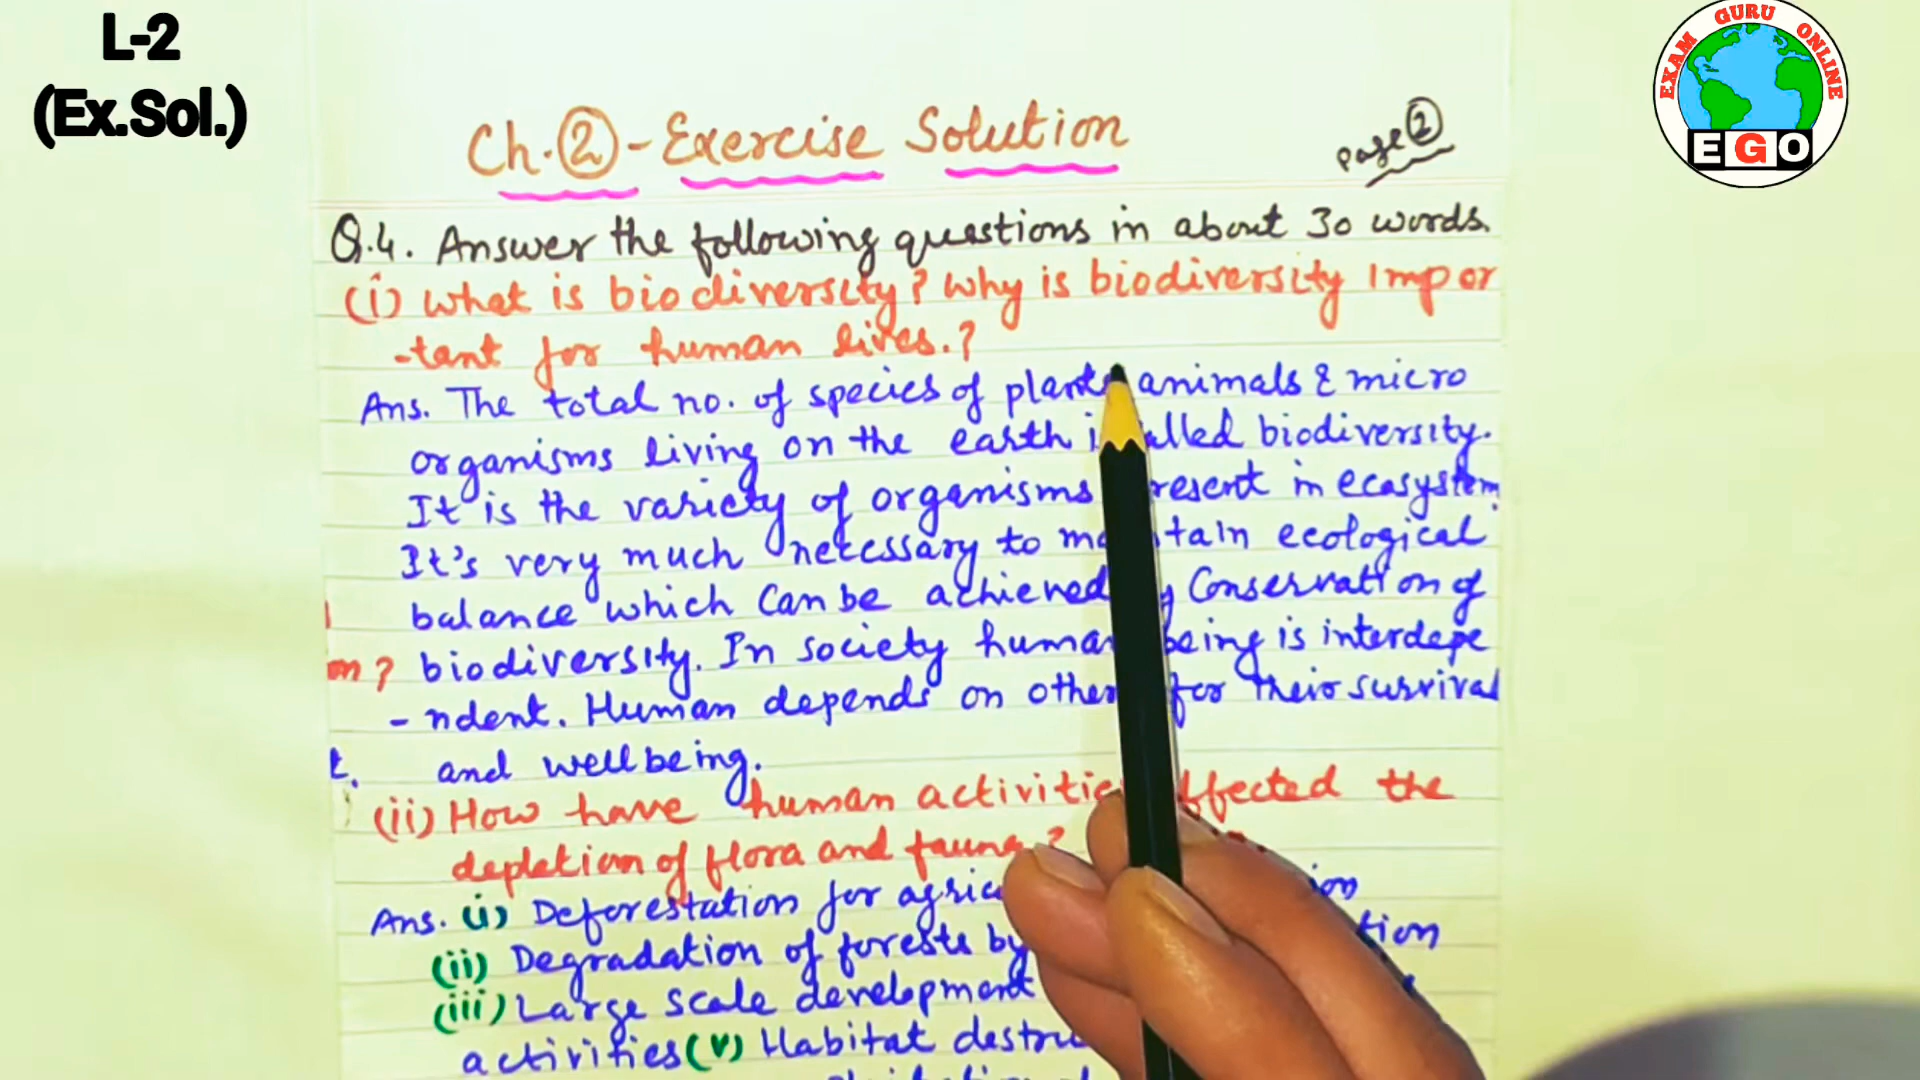 L-2
(Ex.Sol.)
EXAM GURU ONLINE
EGO
Ch.② - Exercise Solution
Page ②
Q.4. Answer the following questions in about 30 words.
(i) What is biodiversity? Why is biodiversity impor
-tant for human lives.?
Ans. The total no. of species of plants animals & micro
organisms living on the earth called biodiversity.
It is the variety of organisms present in ecosystem.
It's very much necessary to maintain ecological
balance which can be achieved by Conservation of
on? biodiversity. In society human being is interdepe
-ndent. Human depends on other for their survival
t. and wellbeing.
(ii) How have human activities affected the
depletion of flora and fauna?
Ans. (i) Deforestation for
(ii) Degradation of forests by
(iii) Large scale development
activities (v) Habitat